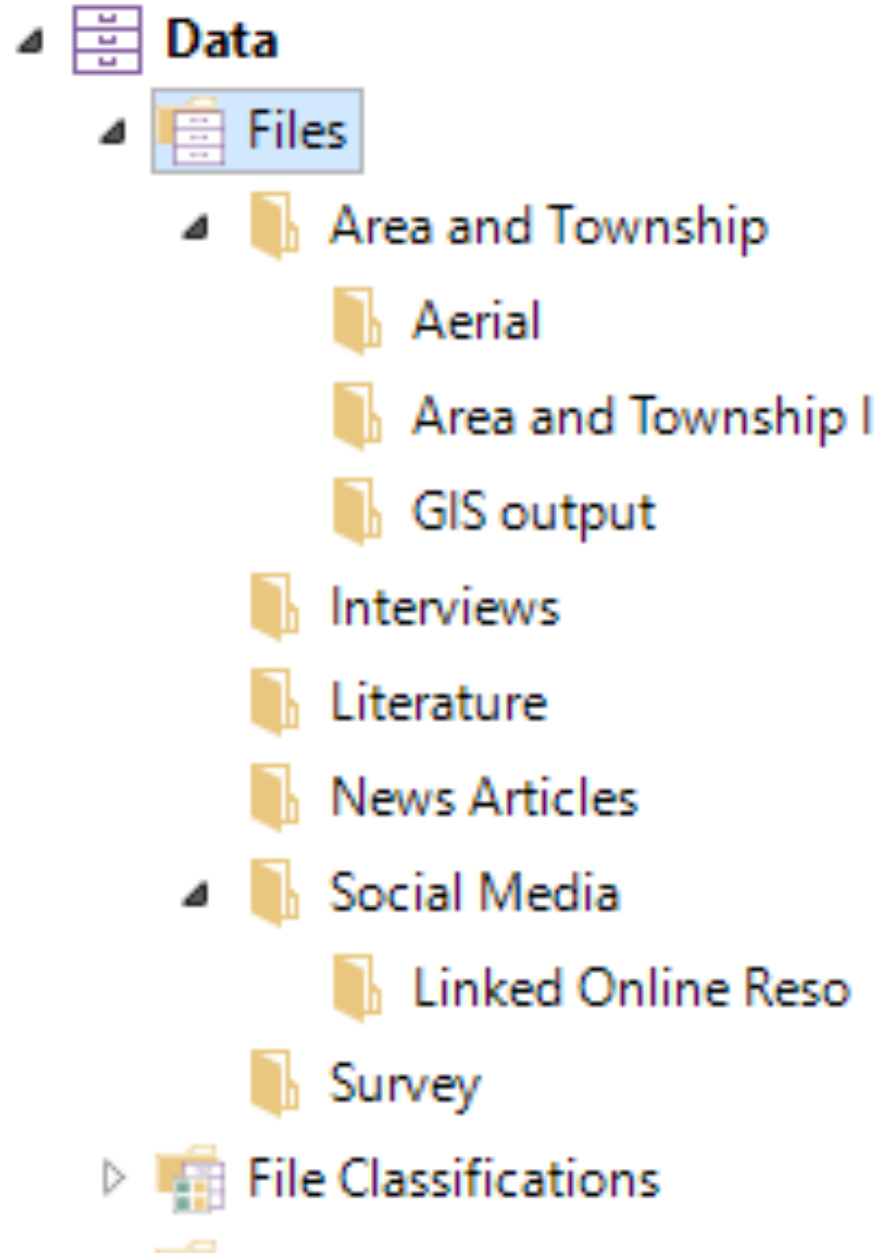 Data
Files
Area and Township
Aerial
Area and Township I
GIS output
Interviews
Literature
News Articles
Social Media
Linked Online Reso
Survey
File Classifications